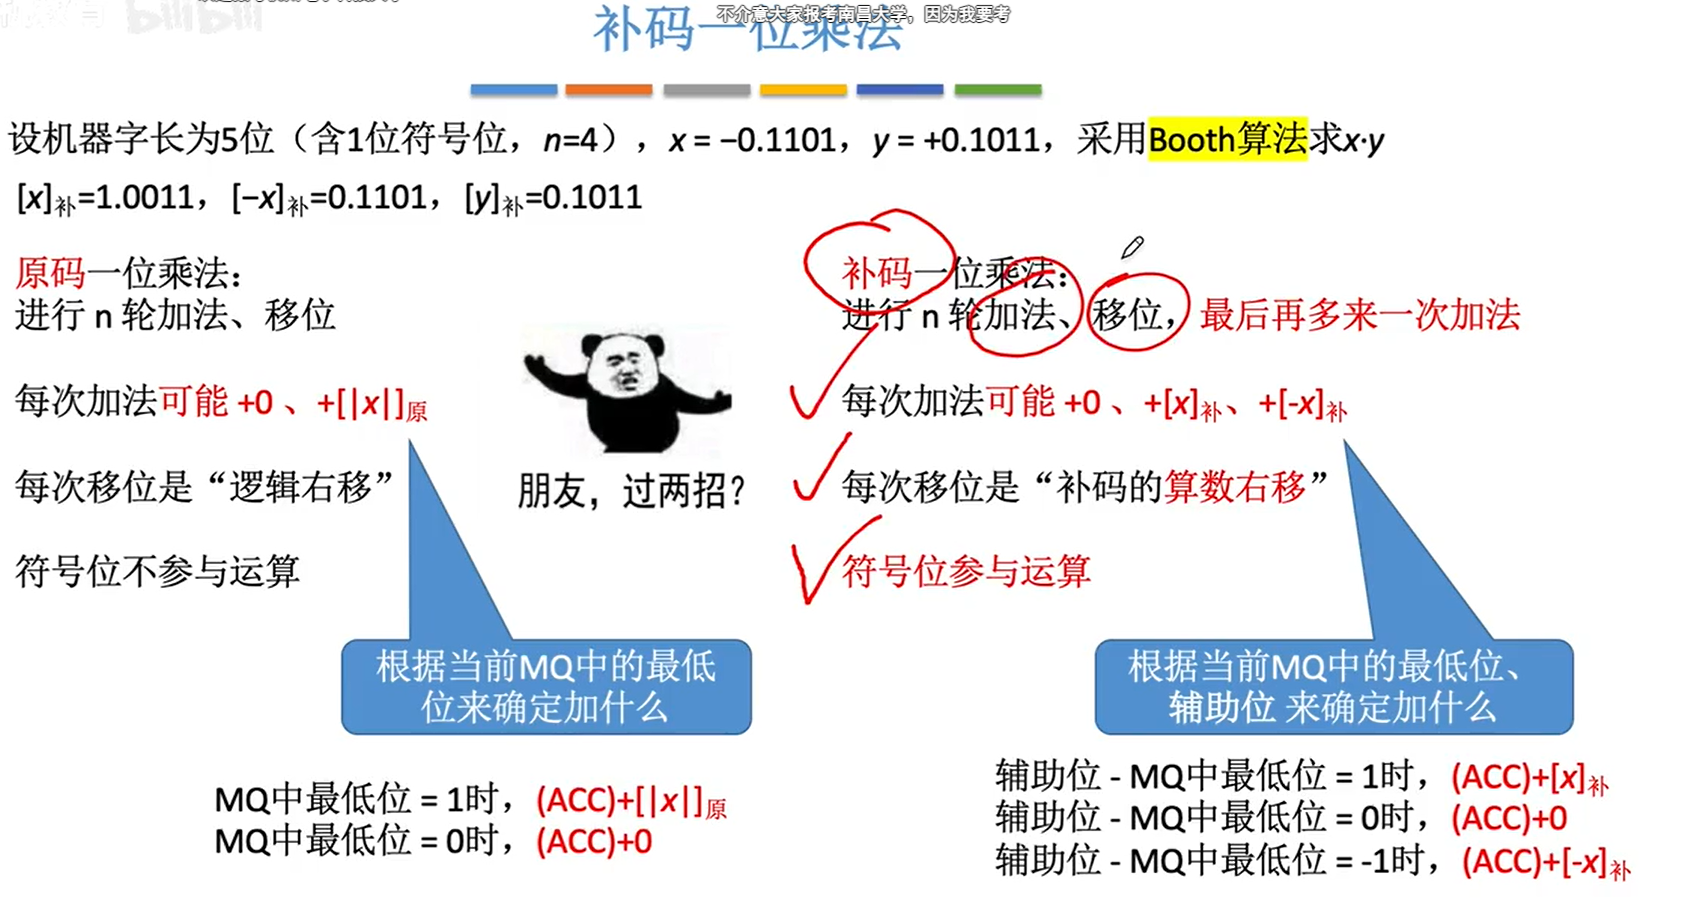 bilibili
不介意大家报考南昌大学，因为我要考
补码一位乘法
设机器字长为5位（含1位符号位，n=4），x = −0.1101，y = +0.1011，采用Booth算法求x·y
[x]补=1.0011，[−x]补=0.1101，[y]补=0.1011
原码一位乘法：
进行 n 轮加法、移位
每次加法可能 +0 、+[|x|]原
每次移位是“逻辑右移”
符号位不参与运算
根据当前MQ中的最低
位来确定加什么
MQ中最低位 = 1时，(ACC)+[|x|]原
MQ中最低位 = 0时，(ACC)+0
朋友，过两招？
补码一位乘法：
进行 n 轮加法、移位，最后再多来一次加法
每次加法可能 +0 、+[x]补、+[-x]补
每次移位是“补码的算数右移”
符号位参与运算
根据当前MQ中的最低位、
辅助位 来确定加什么
辅助位 - MQ中最低位 = 1时，(ACC)+[x]补
辅助位 - MQ中最低位 = 0时，(ACC)+0
辅助位 - MQ中最低位 = -1时，(ACC)+[-x]补